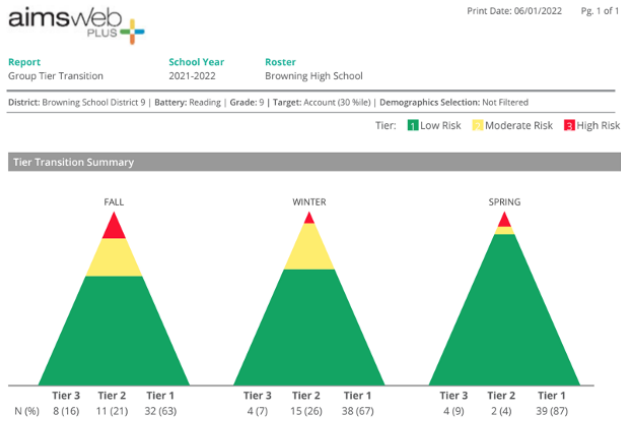 Print Date: 06/01/2022 Pg. 1 of 1
aimsweb
PLUS
Report School Year Roster
Group Tier Transition 2021-2022 Browning High School
District: Browning School District 9 | Battery: Reading | Grade: 9 | Target: Account (30 %ile) | Demographics Selection: Not Filtered
Tier: 1 Low Risk 2 Moderate Risk 3 High Risk
Tier Transition Summary
FALL WINTER SPRING
Tier 3 Tier 2 Tier 1 Tier 3 Tier 2 Tier 1 Tier 3 Tier 2 Tier 1
N (%) 8 (16) 11 (21) 32 (63) 4 (7) 15 (26) 38 (67) 4 (9) 2 (4) 39 (87)